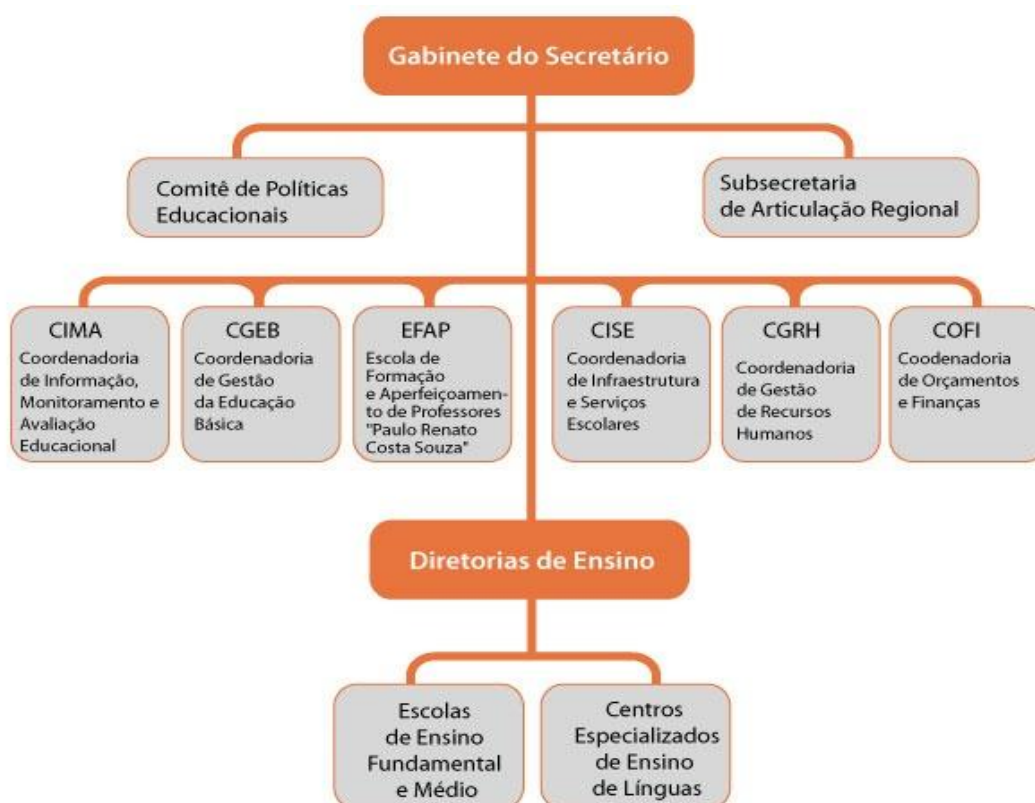 Gabinete do Secretário
Comitê de Políticas
Educacionais
Subsecretaria
de Articulação Regional
CIMA
Coordenadoria
de Informação,
Monitoramento e
Avaliação
Educacional
CGEB
Coordenadoria
de Gestão
da Educação
Básica
EFAP
Escola de
Formação
e Aperfeiçoamen-
to de Professores
"Paulo Renato
Costa Souza"
CISE
Coordenadoria
de Infraestrutura
e Serviços
Escolares
CGRH
Coordenadoria
de Gestão
de Recursos
Humanos
COFI
Coodenadoria
de Orçamentos
e Finanças
Diretorias de Ensino
Escolas
de Ensino
Fundamental
e Médio
Centros
Especializados
de Ensino
de Línguas